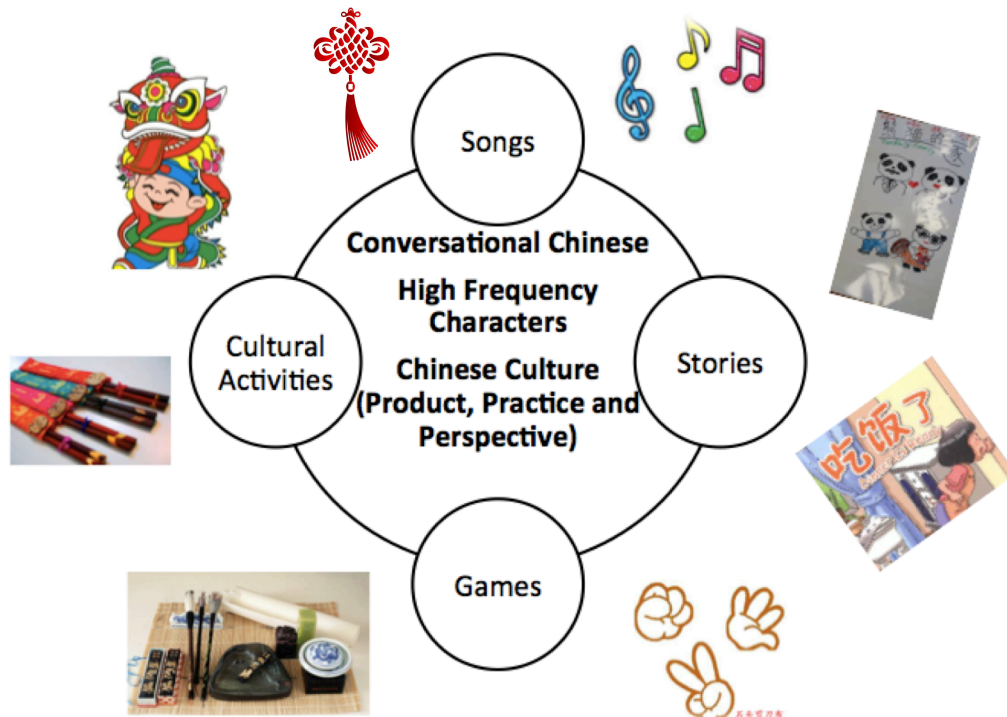 Songs
Conversational Chinese
High Frequency
Characters
Chinese Culture
(Product, Practice and
Perspective)
Cultural
Activities
Stories
Games
吃饭了